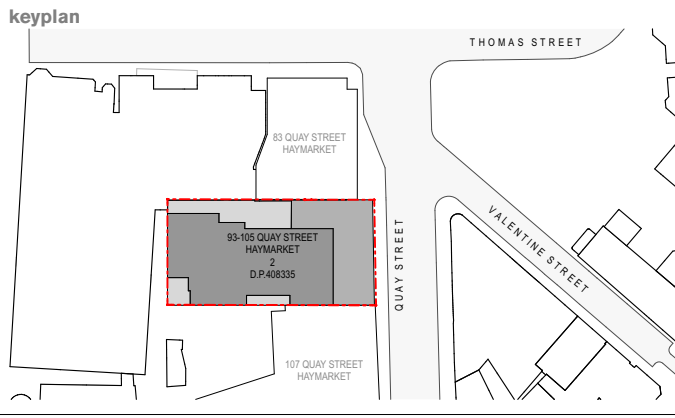 keyplan
THOMAS STREET
83 QUAY STREET
HAYMARKET
VALENTINE STREET
QUAY STREET
93-105 QUAY STREET
HAYMARKET
2
D.P.408335
107 QUAY STREET
HAYMARKET